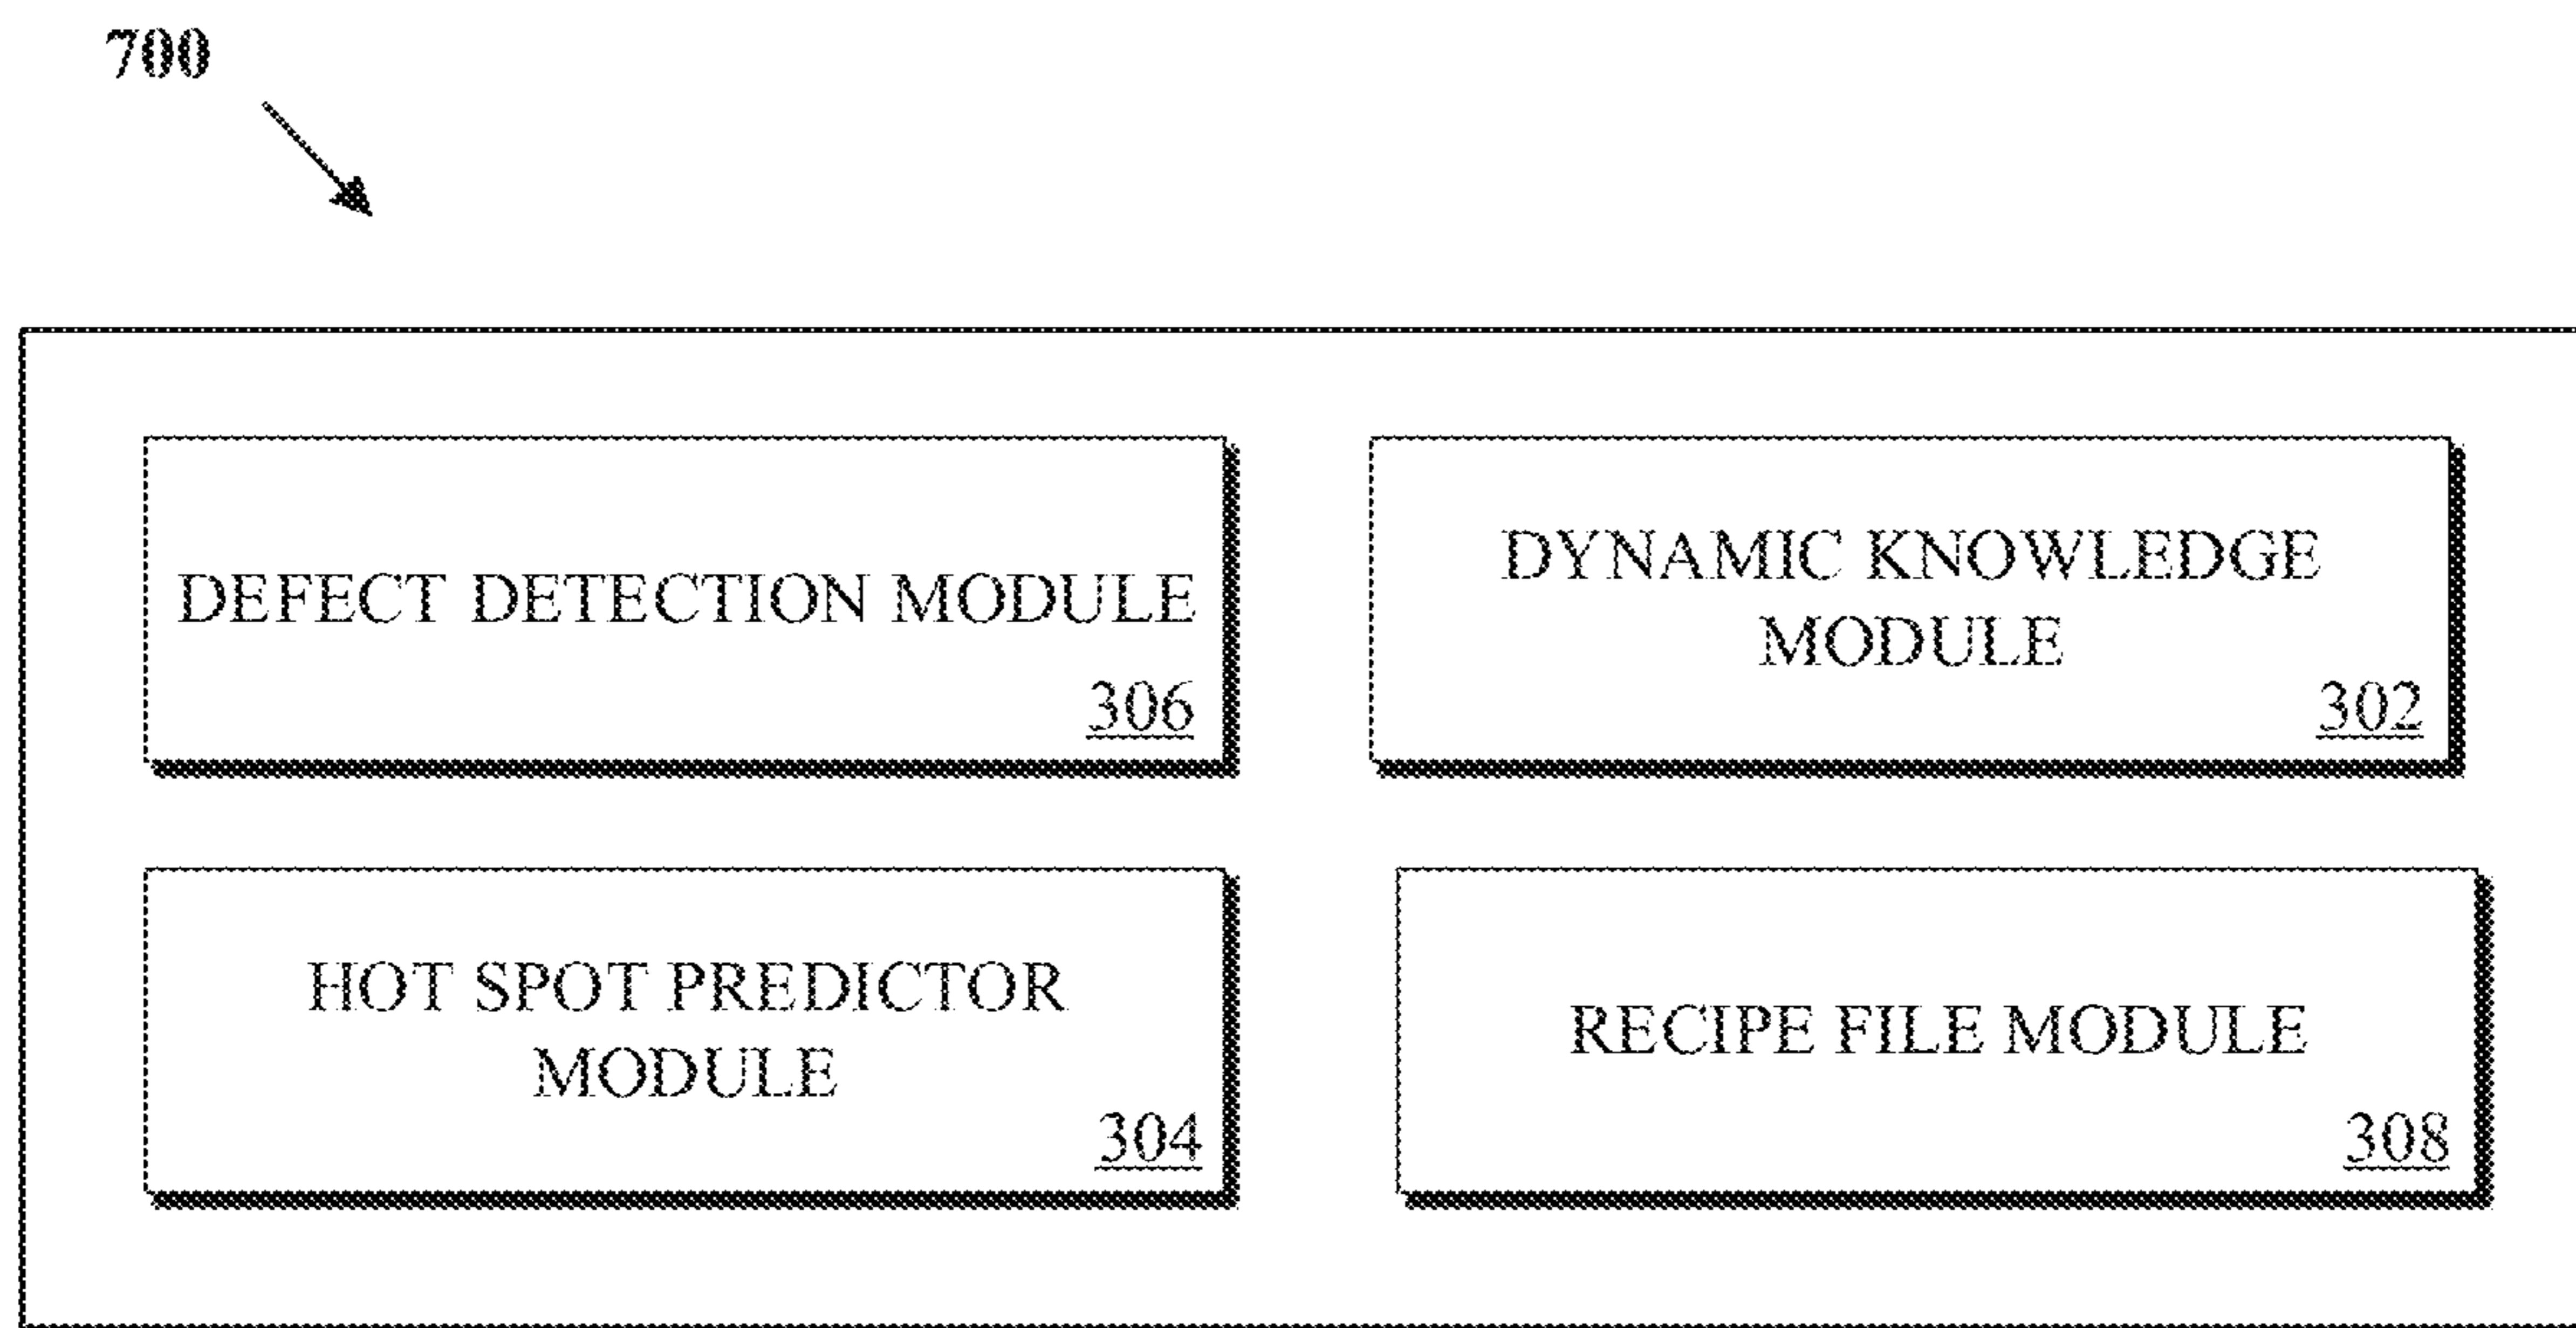 700
DEFECT DETECTION MODULE
306
DYNAMIC KNOWLEDGE
MODULE
302
HOT SPOT PREDICTOR
MODULE
304
RECIPE FILE MODULE
308